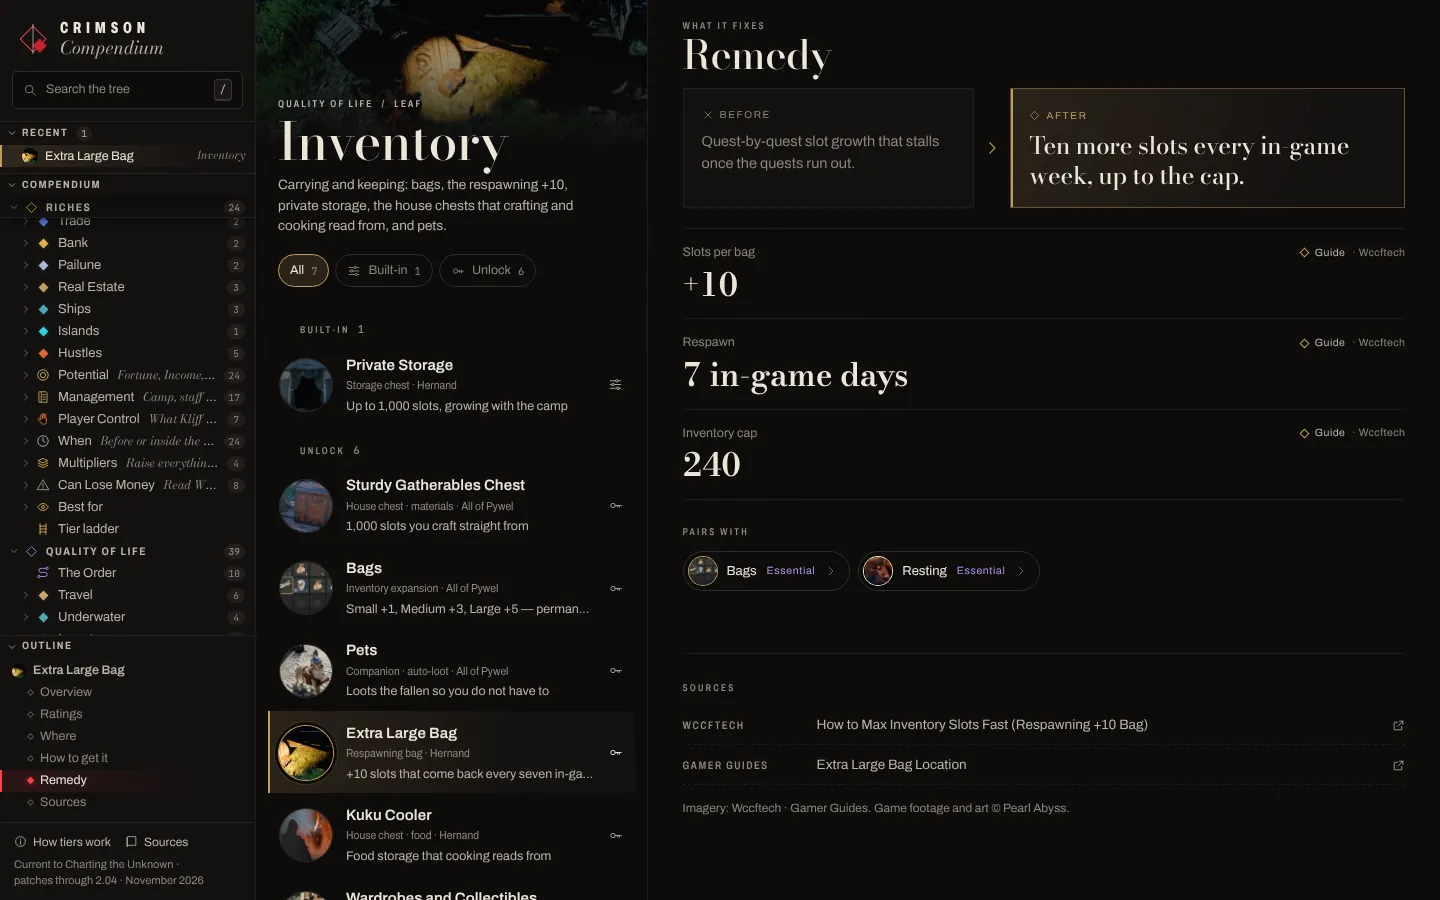 CRIMSON
Compendium
Search the tree /
RECENT 1
Extra Large Bag Inventory
COMPENDIUM
RICHES 24
Trade 2
Bank 2
Pailune 2
Real Estate 3
Ships 3
Islands 1
Hustles 5
Potential Fortune, Income,... 24
Management Camp, staff ... 17
Player Control What Kliff ... 7
When Before or inside the ... 24
Multipliers Raise everythin... 4
Can Lose Money Read W... 8
Best for
Tier ladder
QUALITY OF LIFE 39
The Order 10
Travel 6
Underwater 4
OUTLINE
Extra Large Bag
Overview
Ratings
Where
How to get it
Remedy
Sources
How tiers work Sources
Current to Charting the Unknown ·
patches through 2.04 · November 2026
QUALITY OF LIFE / LEAF
Inventory
Carrying and keeping: bags, the respawning +10,
private storage, the house chests that crafting and
cooking read from, and pets.
All 7 Built-in 1 Unlock 6
BUILT-IN 1
Private Storage
Storage chest · Hernand
Up to 1,000 slots, growing with the camp
UNLOCK 6
Sturdy Gatherables Chest
House chest · materials · All of Pywel
1,000 slots you craft straight from
Bags
Inventory expansion · All of Pywel
Small +1, Medium +3, Large +5 — perman...
Pets
Companion · auto-loot · All of Pywel
Loots the fallen so you do not have to
Extra Large Bag
Respawning bag · Hernand
+10 slots that come back every seven in-ga...
Kuku Cooler
House chest · food · Hernand
Food storage that cooking reads from
Wardrobes and Collectibles
WHAT IT FIXES
Remedy
BEFORE
Quest-by-quest slot growth that stalls
once the quests run out.
AFTER
Ten more slots every in-game
week, up to the cap.
Slots per bag Guide · Wccftech
+10
Respawn Guide · Wccftech
7 in-game days
Inventory cap Guide · Wccftech
240
PAIRS WITH
Bags Essential Resting Essential
SOURCES
WCCFTECH How to Max Inventory Slots Fast (Respawning +10 Bag)
GAMER GUIDES Extra Large Bag Location
Imagery: Wccftech · Gamer Guides. Game footage and art © Pearl Abyss.